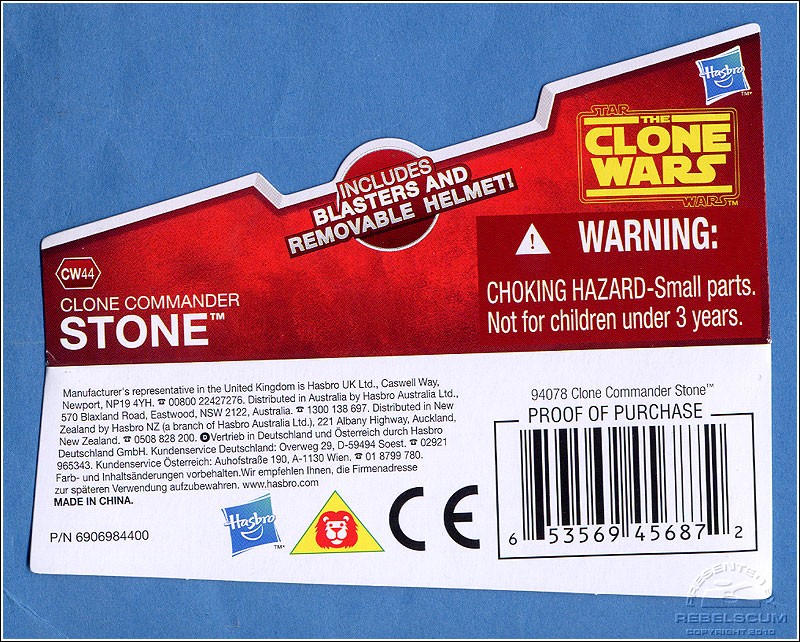 Hasbro
TM
STAR
THE
CLONE
WARS
WARS™
INCLUDES
BLASTERS AND
REMOVABLE HELMET!
WARNING:
CHOKING HAZARD-Small parts.
Not for children under 3 years.
CW44
CLONE COMMANDER
STONE™
Manufacturer's representative in the United Kingdom is Hasbro UK Ltd., Caswell Way,
Newport, NP19 4YH. ☎ 00800 22427276. Distributed in Australia by Hasbro Australia Ltd.,
570 Blaxland Road, Eastwood, NSW 2122, Australia. ☎ 1300 138 697. Distributed in New
Zealand by Hasbro NZ (a branch of Hasbro Australia Ltd.), 221 Albany Highway, Auckland,
New Zealand. ☎ 0508 828 200. D Vertrieb in Deutschland und Österreich durch Hasbro
Deutschland GmbH. Kundenservice Deutschland: Overweg 29, D-59494 Soest. ☎ 02921
965343. Kundenservice Österreich: Auhofstraße 190, A-1130 Wien. ☎ 01 8799 780.
Farb- und Inhaltsänderungen vorbehalten.Wir empfehlen Ihnen, die Firmenadresse
zur späteren Verwendung aufzubewahren. www.hasbro.com
MADE IN CHINA.
P/N 6906984400
Hasbro
TM
CE
94078 Clone Commander Stone™
PROOF OF PURCHASE
6 53569 45687 2
PRESENTED BY
REBELSCUM
COPYRIGHT 2010